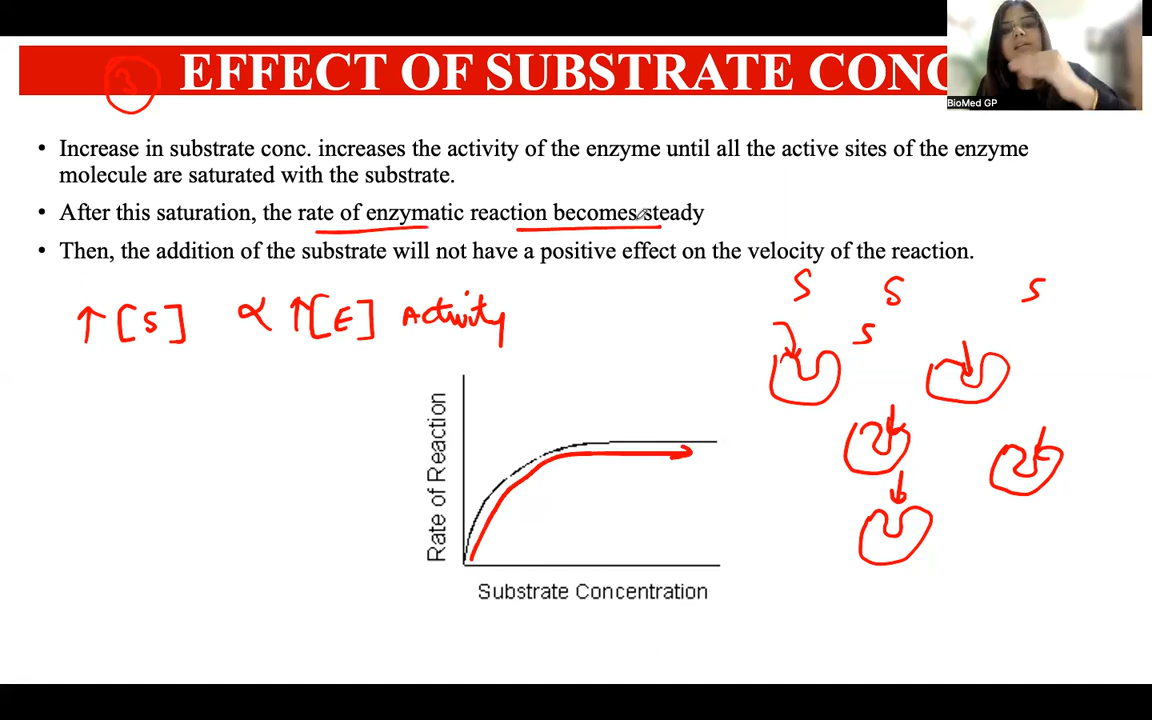 3 EFFECT OF SUBSTRATE CONC
BioMed GP
• Increase in substrate conc. increases the activity of the enzyme until all the active sites of the enzyme
molecule are saturated with the substrate.
• After this saturation, the rate of enzymatic reaction becomes steady
• Then, the addition of the substrate will not have a positive effect on the velocity of the reaction.
↑[S] ∝ ↑[E] Activity
S S S
S
Rate of Reaction
Substrate Concentration